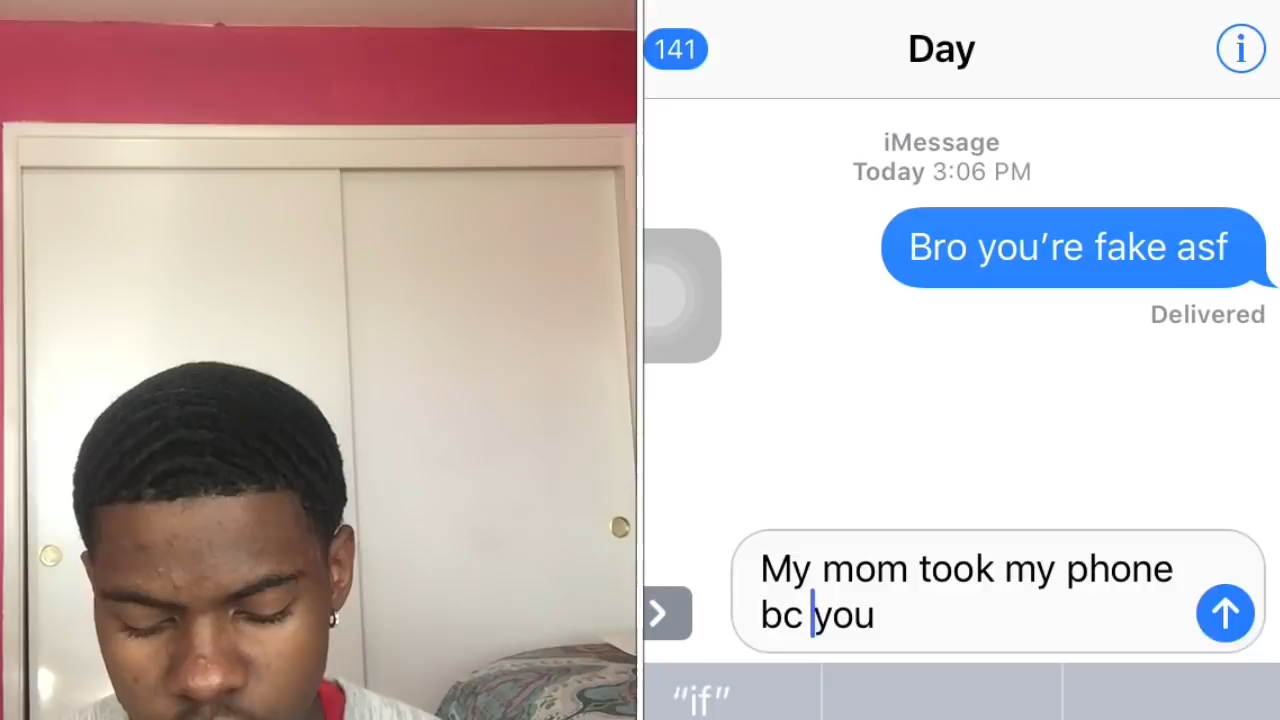 141
Day
i
iMessage
Today 3:06 PM
Bro you’re fake asf
Delivered
My mom took my phone
bc you
“if”